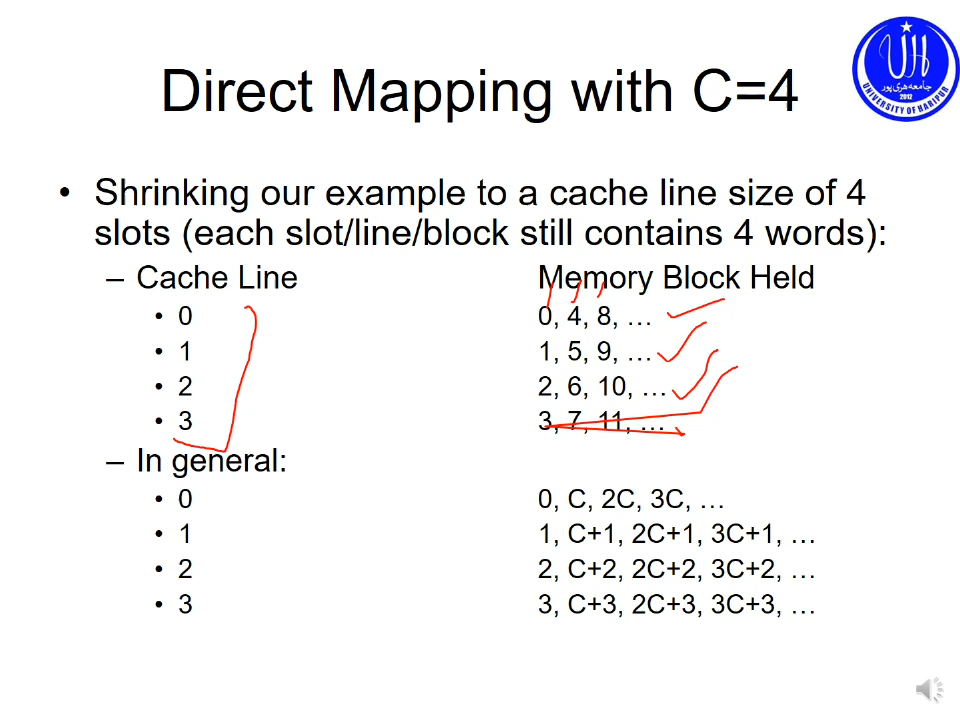 Direct Mapping with C=4
UNIVERSITY OF HARIPUR
جامعه هری پور
2012
• Shrinking our example to a cache line size of 4
slots (each slot/line/block still contains 4 words):
– Cache Line Memory Block Held
• 0 0, 4, 8, …
• 1 1, 5, 9, …
• 2 2, 6, 10, …
• 3 3, 7, 11, …
– In general:
• 0 0, C, 2C, 3C, …
• 1 1, C+1, 2C+1, 3C+1, …
• 2 2, C+2, 2C+2, 3C+2, …
• 3 3, C+3, 2C+3, 3C+3, …